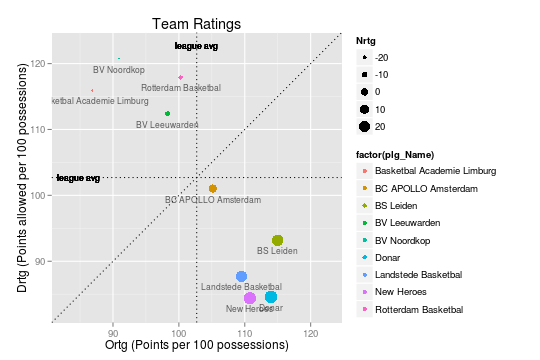 Team Ratings
league avg
BV Noordkop
Rotterdam Basketbal
ketbal Academie Limburg
BV Leeuwarden
league avg
BC APOLLO Amsterdam
BS Leiden
Landstede Basketbal
New Heroes
Donar
120
110
100
90
90
100
110
120
Drtg (Points allowed per 100 possessions)
Ortg (Points per 100 possessions)
Nrtg
-20
-10
0
10
20
factor(plg_Name)
Basketbal Academie Limburg
BC APOLLO Amsterdam
BS Leiden
BV Leeuwarden
BV Noordkop
Donar
Landstede Basketbal
New Heroes
Rotterdam Basketbal